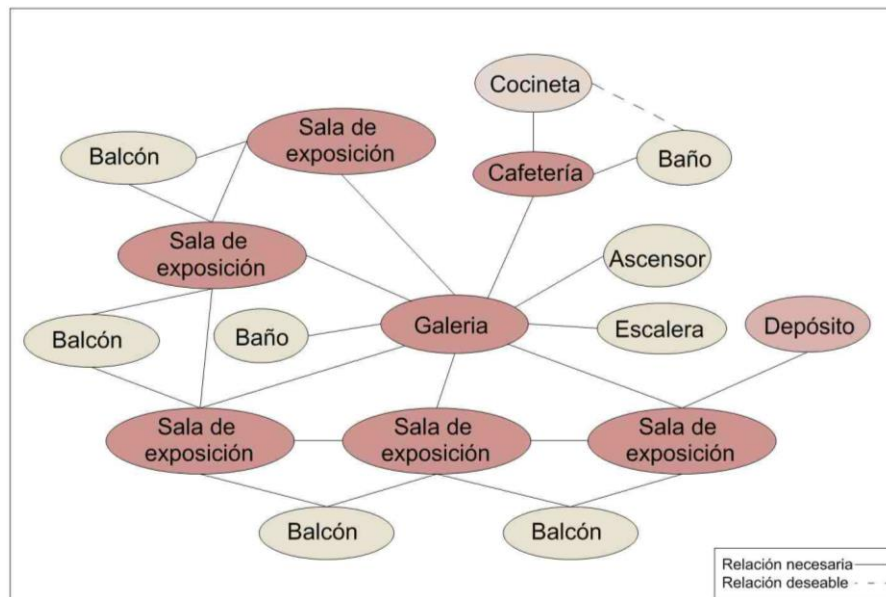 Cocineta
Sala de
exposición
Balcón
Baño
Cafetería
Sala de
exposición
Ascensor
Galeria
Escalera
Depósito
Baño
Balcón
Sala de
exposición
Sala de
exposición
Sala de
exposición
Balcón
Balcón
Relación necesaria
Relación deseable